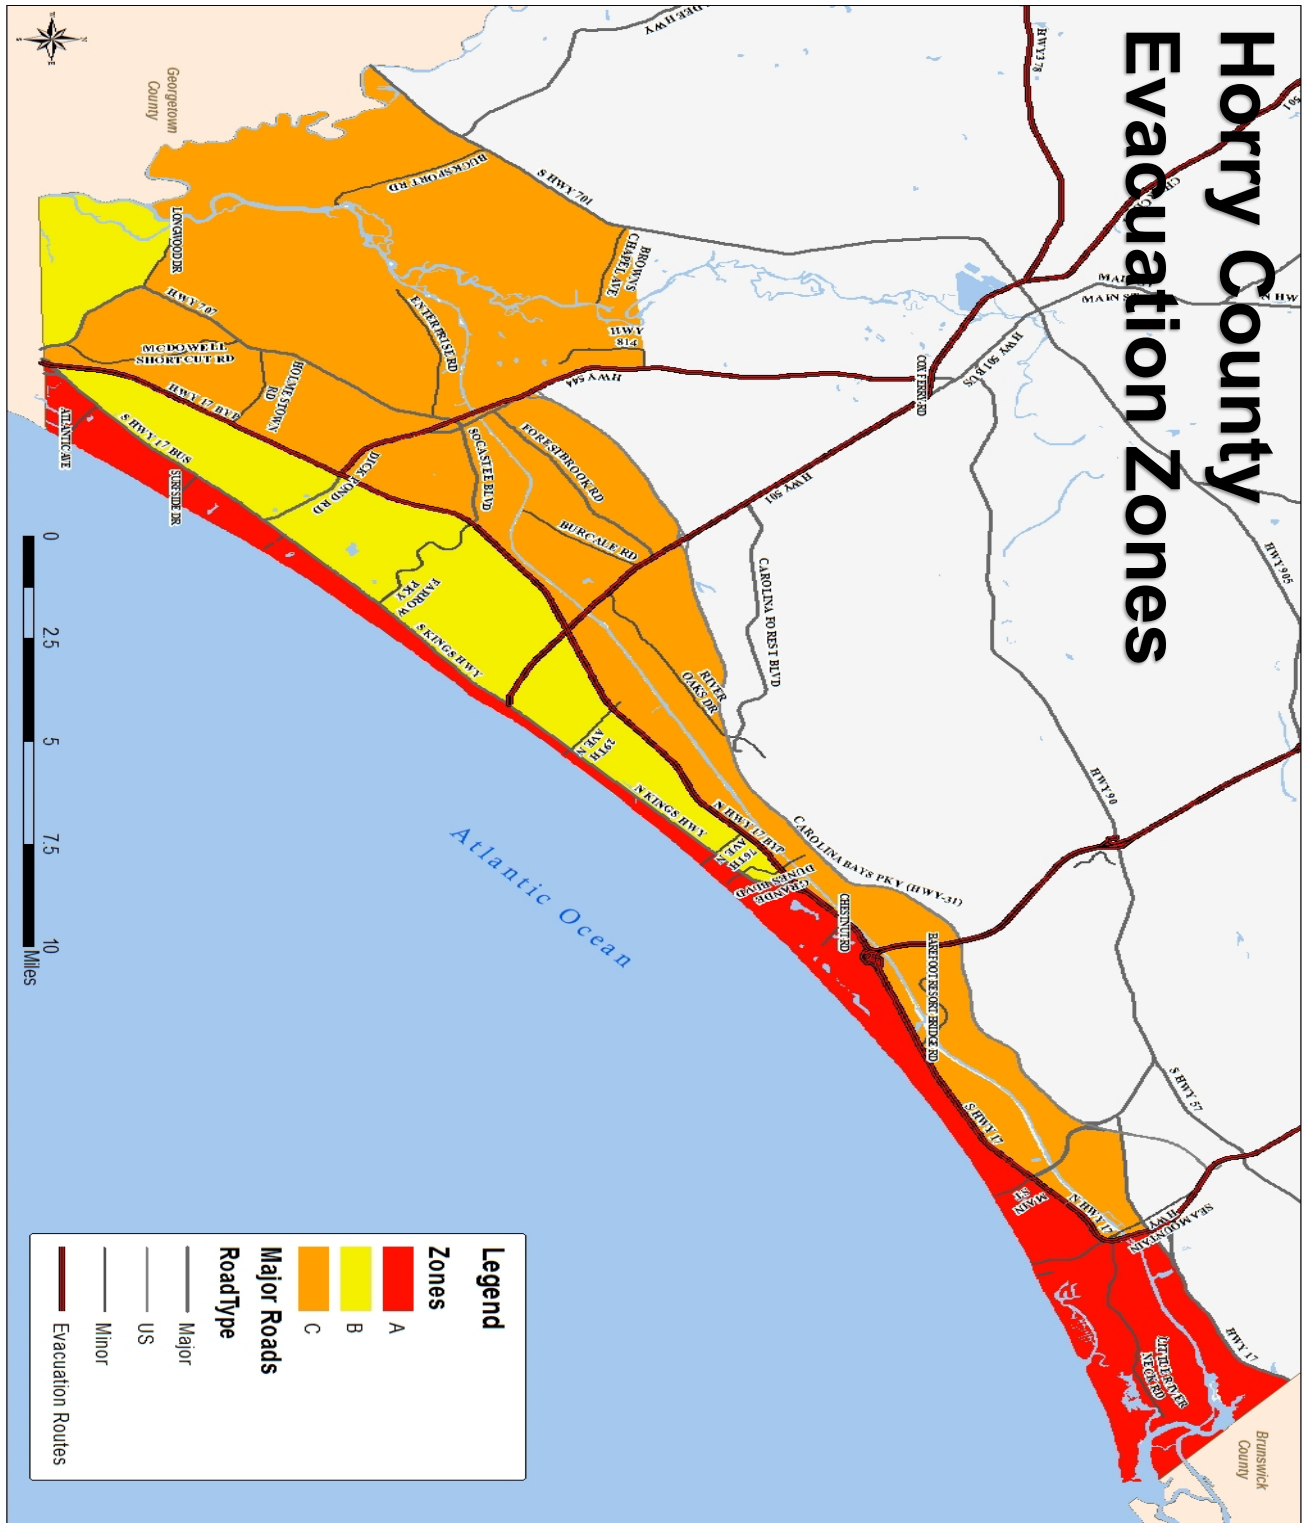 Horry County
Evacuation Zones
HWY 378
501
DEE HWY
Georgetown
County
BUCKSPORT RD
S HWY 701
LONGWOOD DR
BROWNS
CHAPEL AVE
MAIN ST
N HW
HWY 707
ENTERPRISE RD
HWY
814
HWY 501 BUS
MCDOWELL
SHORTCUT RD
HOLMESTOWN
RD
HWY 544
COX FERRY RD
HWY 17 BYP
ATLANTIC AVE
S HWY 17 BUS
SURFSIDE DR
DICK POND RD
SOCASTEE BLVD
FORESTBROOK RD
HWY 501
BURCALE RD
HWY 905
FARROW
PKY
CAROLINA FOREST BLVD
S KINGS HWY
RIVER
OAKS DR
29TH
AVE N
HWY 90
N KINGS HWY
N HWY 17 BYP
76TH
AVE N
CAROLINA BAYS PKY (HWY-31)
GRANDE
DUNES BLVD
CHESTNUT RD
BAREFOOT RESORT BRIDGE RD
Atlantic Ocean
S HWY 57
S HWY 17
MAIN
ST
N HWY 17
SEA MOUNTAIN
HWY
HWY 17
LITTLE RIVER
NECK RD
Brunswick
County
0 2.5 5 7.5 10
Miles
Legend
Zones
A
B
C
Major Roads
RoadType
Major
US
Minor
Evacuation Routes